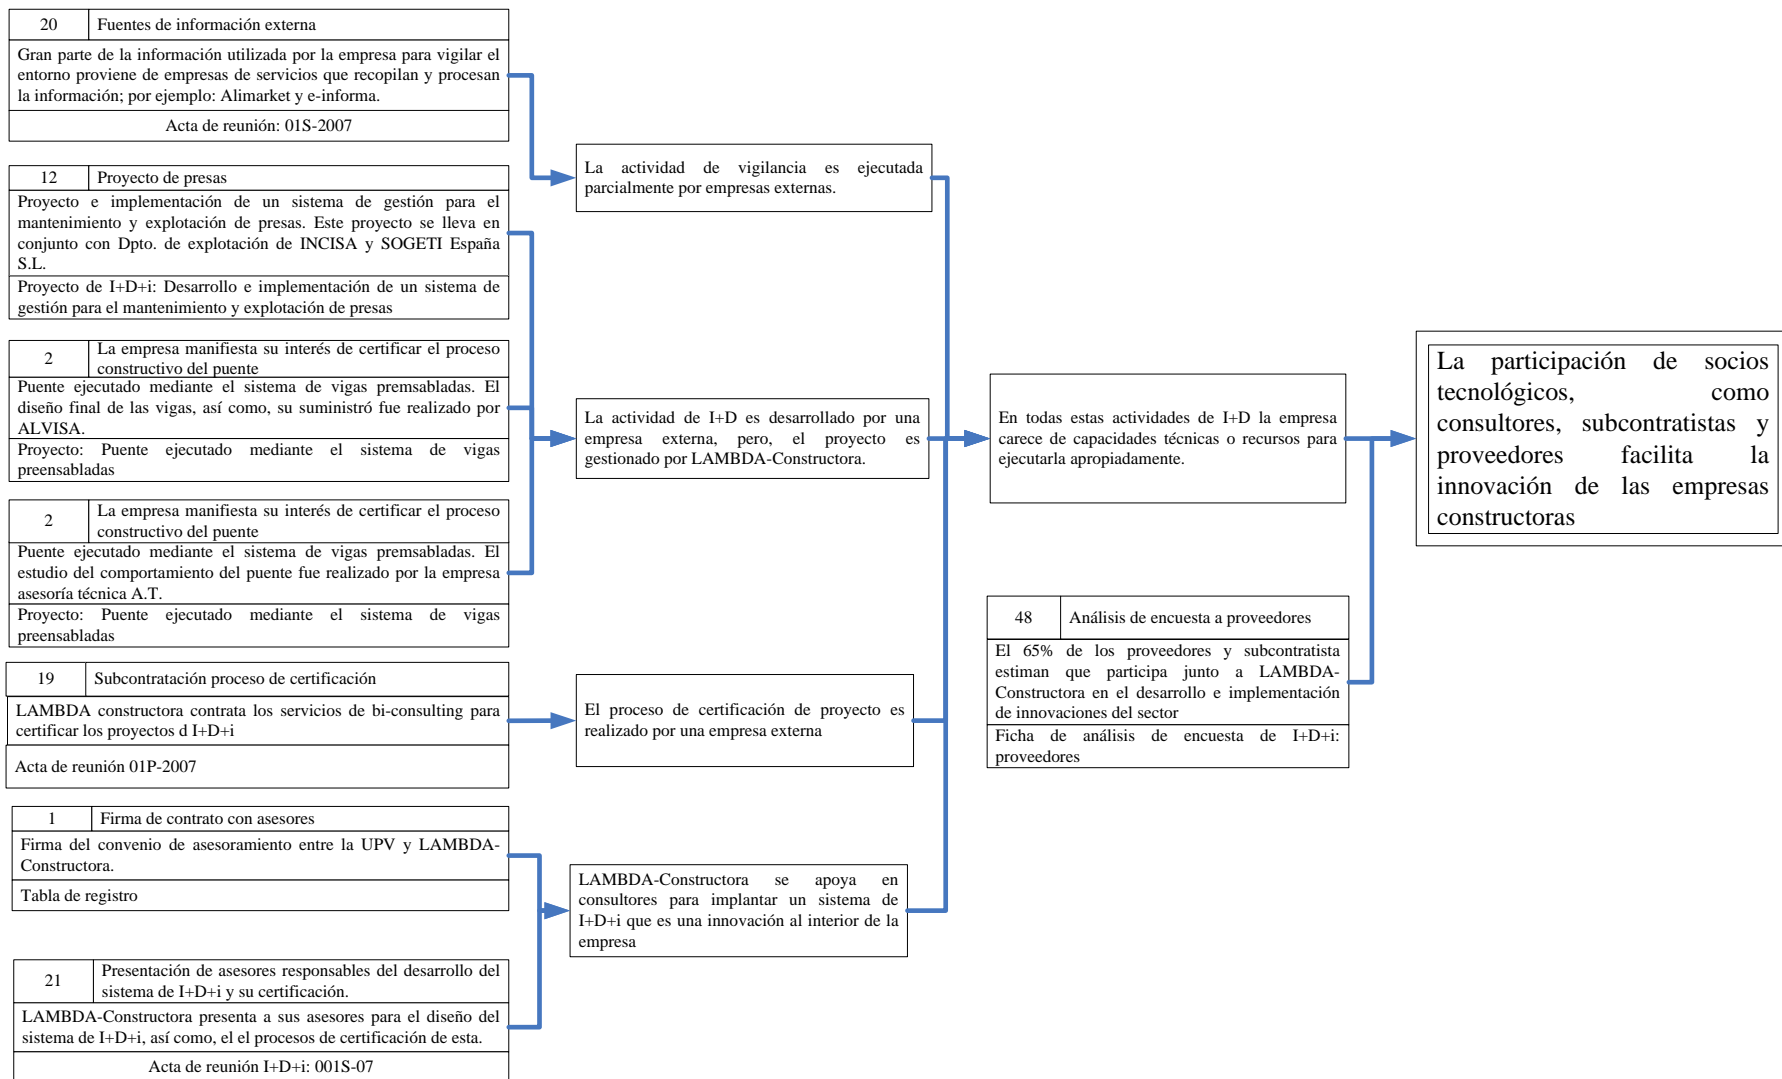 20 Fuentes de información externa
Gran parte de la información utilizada por la empresa para vigilar el
entorno proviene de empresas de servicios que recopilan y procesan
la información; por ejemplo: Alimarket y e-informa.
Acta de reunión: 01S-2007
12 Proyecto de presas
Proyecto e implementación de un sistema de gestión para el
mantenimiento y explotación de presas. Este proyecto se lleva en
conjunto con Dpto. de explotación de INCISA y SOGETI España
S.L.
Proyecto de I+D+i: Desarrollo e implementación de un sistema de
gestión para el mantenimiento y explotación de presas
2 La empresa manifiesta su interés de certificar el proceso
constructivo del puente
Puente ejecutado mediante el sistema de vigas premsabladas. El
diseño final de las vigas, así como, su suministró fue realizado por
ALVISA.
Proyecto: Puente ejecutado mediante el sistema de vigas
preensabladas
2 La empresa manifiesta su interés de certificar el proceso
constructivo del puente
Puente ejecutado mediante el sistema de vigas premsabladas. El
estudio del comportamiento del puente fue realizado por la empresa
asesoría técnica A.T.
Proyecto: Puente ejecutado mediante el sistema de vigas
preensabladas
19 Subcontratación proceso de certificación
LAMBDA constructora contrata los servicios de bi-consulting para
certificar los proyectos d I+D+i
Acta de reunión 01P-2007
1 Firma de contrato con asesores
Firma del convenio de asesoramiento entre la UPV y LAMBDA-
Constructora.
Tabla de registro
21 Presentación de asesores responsables del desarrollo del
sistema de I+D+i y su certificación.
LAMBDA-Constructora presenta a sus asesores para el diseño del
sistema de I+D+i, así como, el el procesos de certificación de esta.
Acta de reunión I+D+i: 001S-07
La actividad de vigilancia es ejecutada
parcialmente por empresas externas.
La actividad de I+D es desarrollado por una
empresa externa, pero, el proyecto es
gestionado por LAMBDA-Constructora.
El proceso de certificación de proyecto es
realizado por una empresa externa
LAMBDA-Constructora se apoya en
consultores para implantar un sistema de
I+D+i que es una innovación al interior de la
empresa
En todas estas actividades de I+D la empresa
carece de capacidades técnicas o recursos para
ejecutarla apropiadamente.
48 Análisis de encuesta a proveedores
El 65% de los proveedores y subcontratista
estiman que participa junto a LAMBDA-
Constructora en el desarrollo e implementación
de innovaciones del sector
Ficha de análisis de encuesta de I+D+i:
proveedores
La participación de socios
tecnológicos, como
consultores, subcontratistas y
proveedores facilita la
innovación de las empresas
constructoras